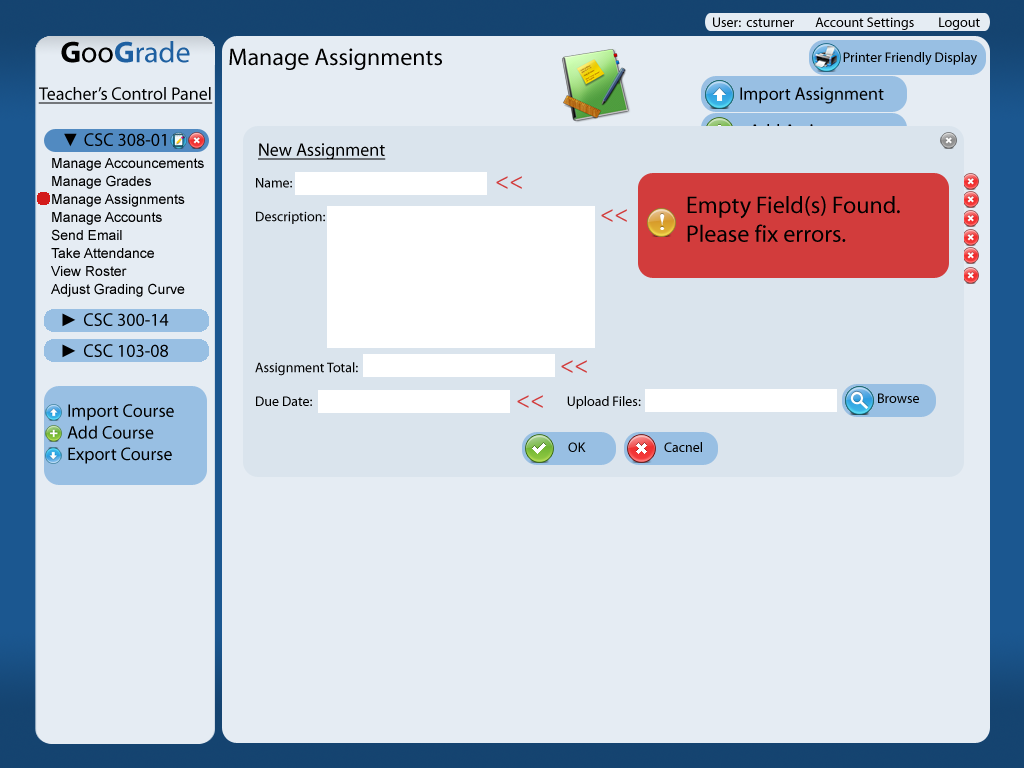 User: csturner Account Settings Logout
GooGrade
Teacher's Control Panel
CSC 308-01
Manage Accouncements
Manage Grades
Manage Assignments
Manage Accounts
Send Email
Take Attendance
View Roster
Adjust Grading Curve
CSC 300-14
CSC 103-08
Import Course
Add Course
Export Course
Manage Assignments
Printer Friendly Display
Import Assignment
New Assignment
Name: <<
Description: <<
Empty Field(s) Found.
Please fix errors.
Assignment Total: <<
Due Date: << Upload Files: Browse
OK Cacnel